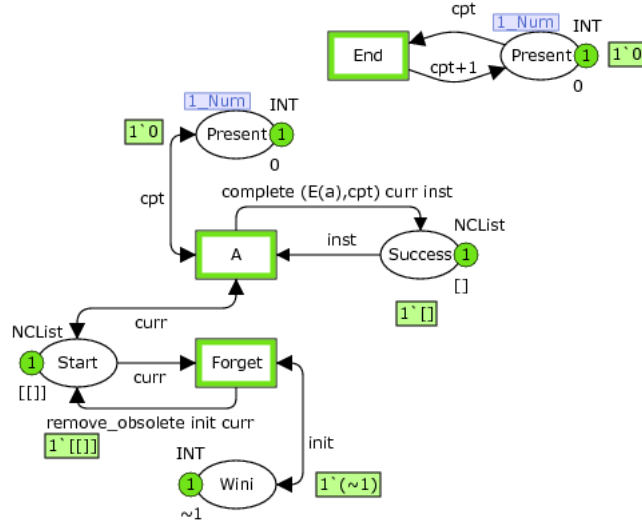 cpt
1_Num
INT
End
Present
1
1`0
cpt+1
0
1_Num
INT
1`0
Present
1
0
cpt
complete (E(a),cpt) curr inst
NCList
A
inst
Success
1
[]
1`[]
curr
NCList
1
Start
curr
Forget
[[]]
remove_obsolete init curr
1`[[]]
init
INT
1
Wini
1`(~1)
~1